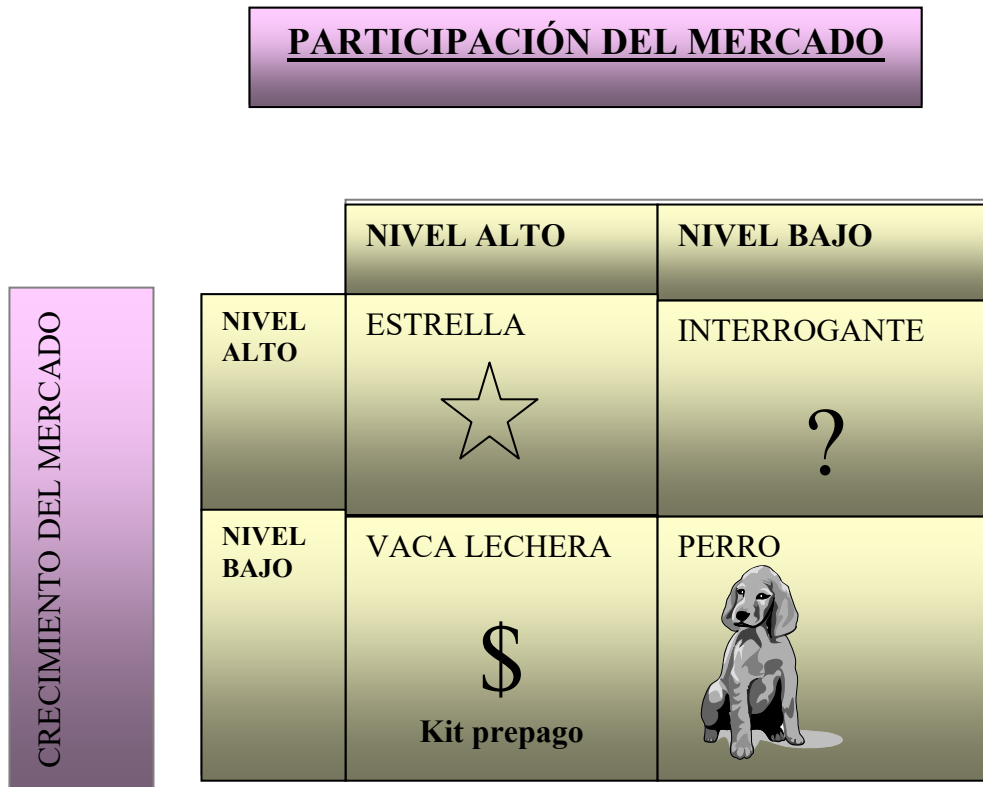 PARTICIPACIÓN DEL MERCADO
NIVEL ALTO
NIVEL BAJO
CRECIMIENTO DEL MERCADO
NIVEL
ALTO
ESTRELLA
INTERROGANTE
?
NIVEL
BAJO
VACA LECHERA
$
Kit prepago
PERRO